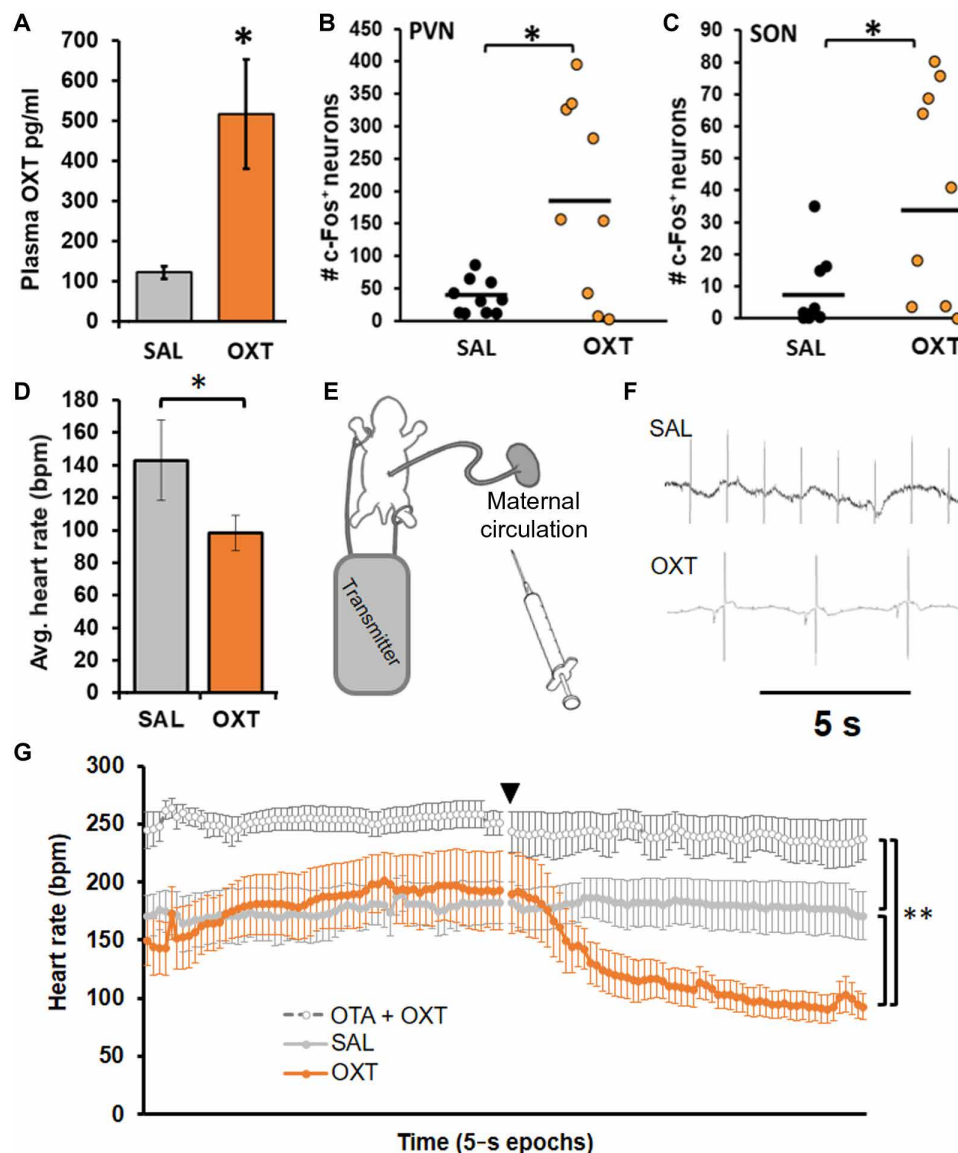 A
Plasma OXT pg/ml
700
600
500
400
300
200
100
0
*
SAL
OXT
B
PVN
# c-Fos⁺ neurons
450
400
350
300
250
200
150
100
50
0
*
SAL
OXT
C
SON
# c-Fos⁺ neurons
90
80
70
60
50
40
30
20
10
0
*
SAL
OXT
D
Avg. heart rate (bpm)
180
160
140
120
100
80
60
40
20
0
*
SAL
OXT
E
Maternal
circulation
Transmitter
F
SAL
OXT
5 s
G
Heart rate (bpm)
300
250
200
150
100
50
0
**
OTA + OXT
SAL
OXT
Time (5-s epochs)